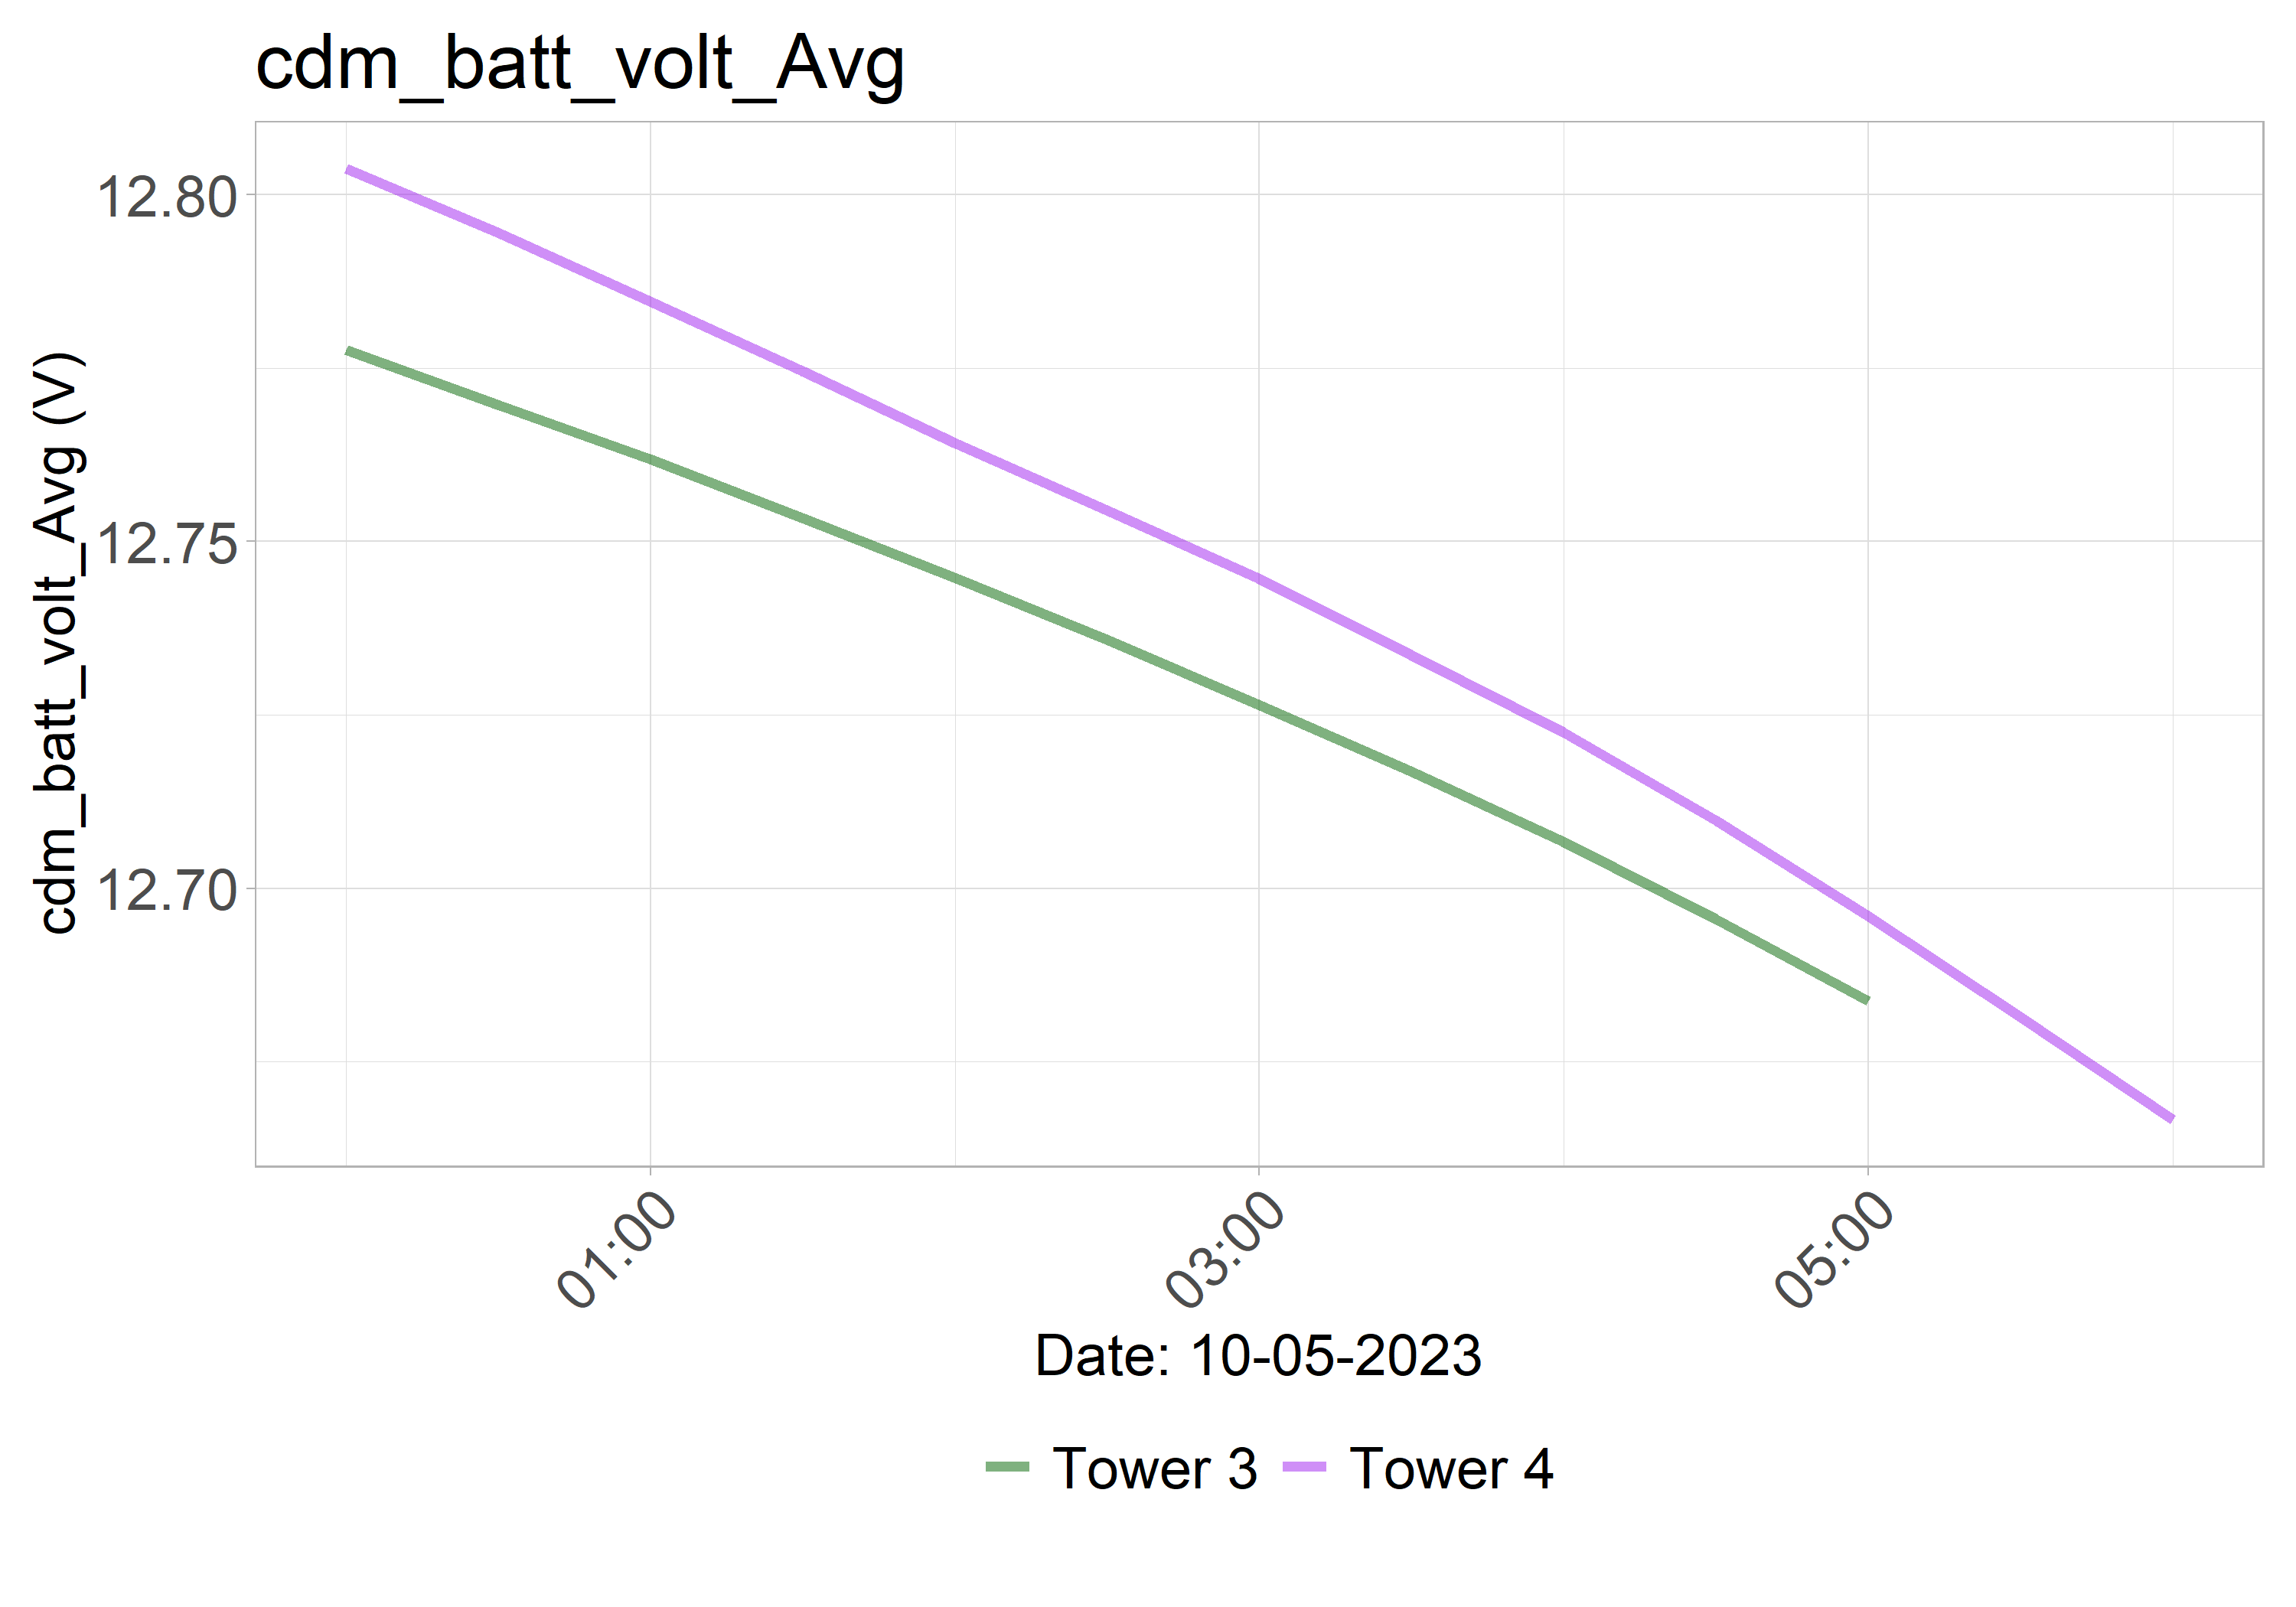 cdm_batt_volt_Avg
cdm_batt_volt_Avg (V)
12.80
12.75
12.70
01:00
03:00
05:00
Date: 10-05-2023
Tower 3
Tower 4